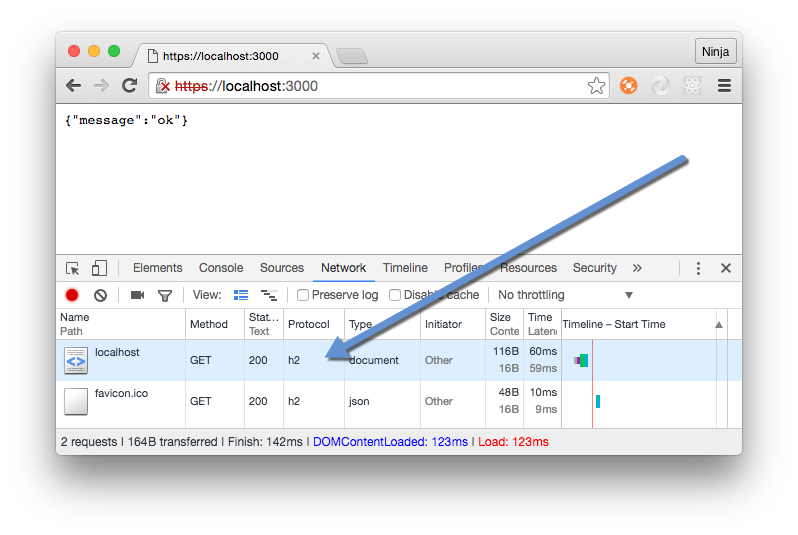 https://localhost:3000
Ninja
https://localhost:3000
{"message":"ok"}
Elements Console Sources Network Timeline Profiles Resources Security »
View: Preserve log Disable cache No throttling
Name Method Stat... Protocol Type Initiator Size Time Timeline – Start Time
Path Text Conte Latenc
localhost GET 200 h2 document Other 116B 60ms
16B 59ms
favicon.ico GET 200 h2 json Other 48B 10ms
16B 9ms
2 requests | 164B transferred | Finish: 142ms | DOMContentLoaded: 123ms | Load: 123ms